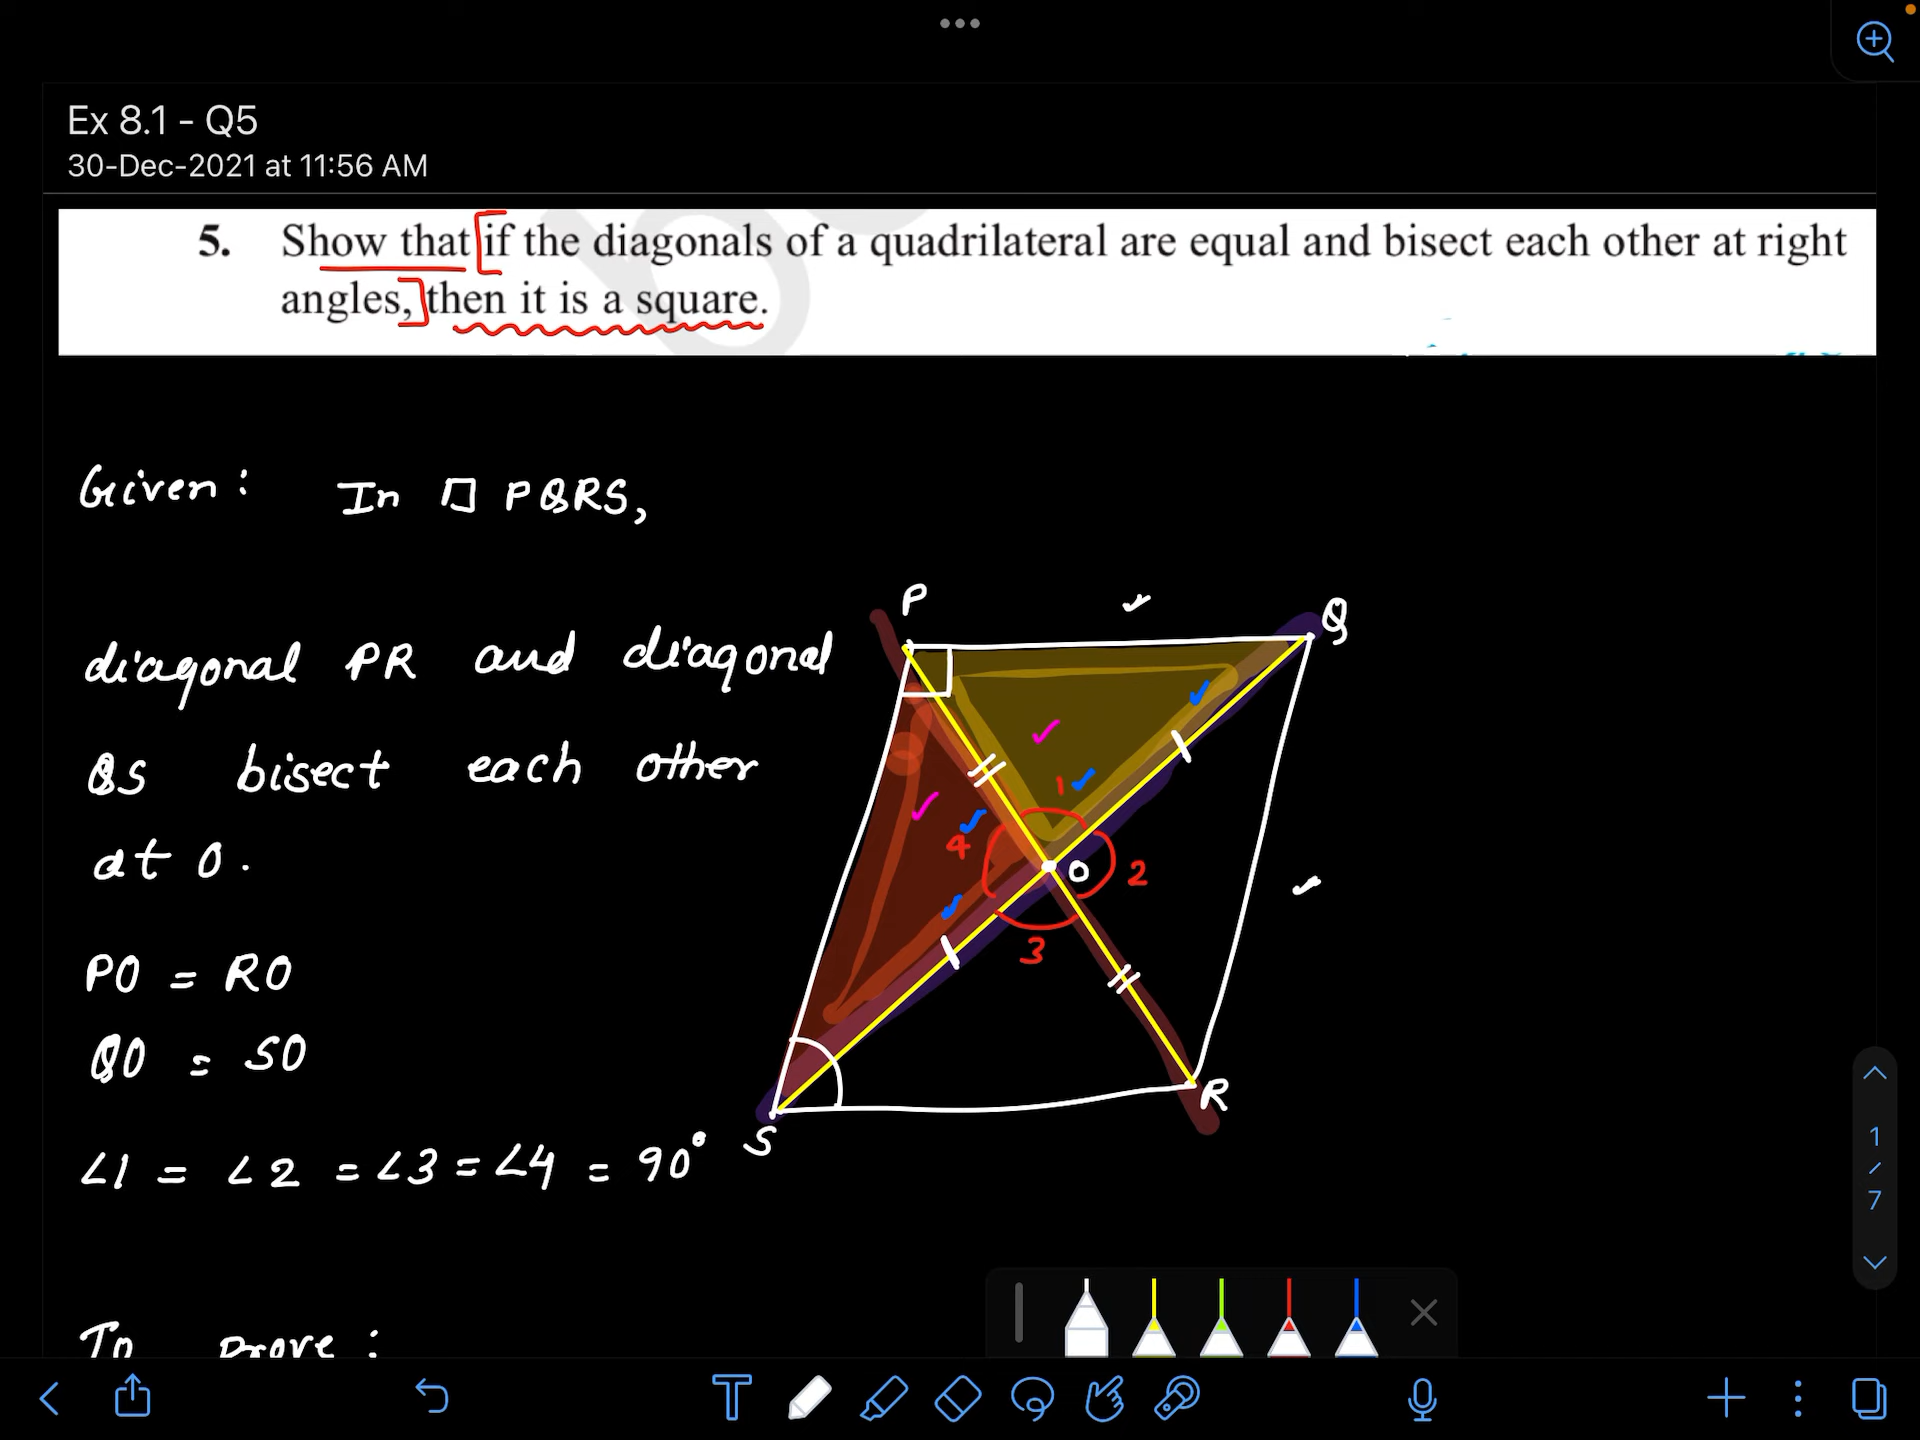 Ex 8.1 - Q5
30-Dec-2021 at 11:56 AM
5. Show that if the diagonals of a quadrilateral are equal and bisect each other at right
angles, then it is a square.
Given: In □ PQRS,
diagonal PR and diagonal
QS bisect each other
at O.
PO = RO
QO = SO
∠1 = ∠2 = ∠3 = ∠4 = 90°
To prove:
P
Q
1
4
O
2
3
R
S
1
/
7
T